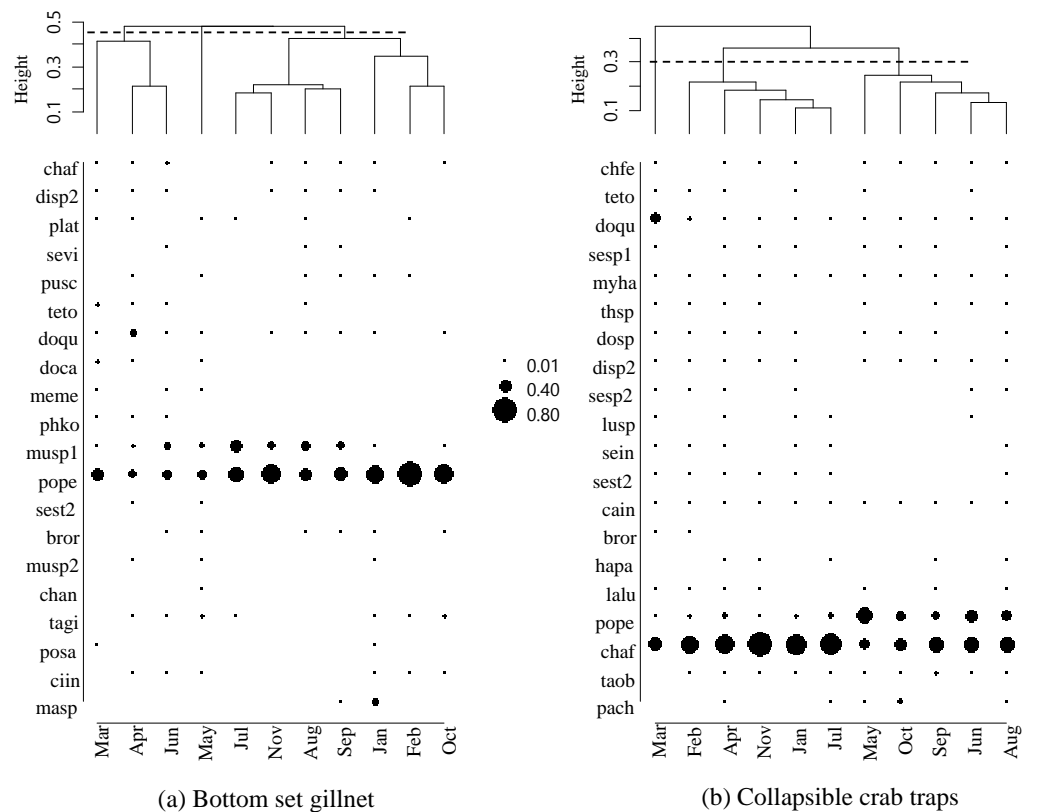 Height
0.5
0.3
0.1
chaf
disp2
plat
sevi
pusc
teto
doqu
doca
meme
phko
musp1
pope
sest2
bror
musp2
chan
tagi
posa
ciin
masp
Mar Apr Jun May Jul Nov Aug Sep Jan Feb Oct
(a) Bottom set gillnet
0.01
0.40
0.80
Height
0.3
0.1
chfe
teto
doqu
sesp1
myha
thsp
dosp
disp2
sesp2
lusp
sein
sest2
cain
bror
hapa
lalu
pope
chaf
taob
pach
Mar Feb Apr Nov Jan Jul May Oct Sep Jun Aug
(b) Collapsible crab traps